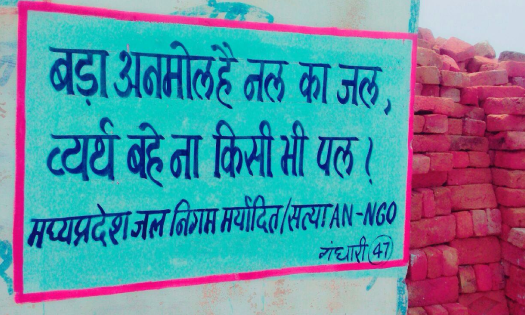 बड़ा अनमोल है नल का जल,
व्यर्थ बहे ना किसी भी पल ?
मध्यप्रदेश जल निगम मर्यादित/सत्या AN-NGO
गंधारी (47)